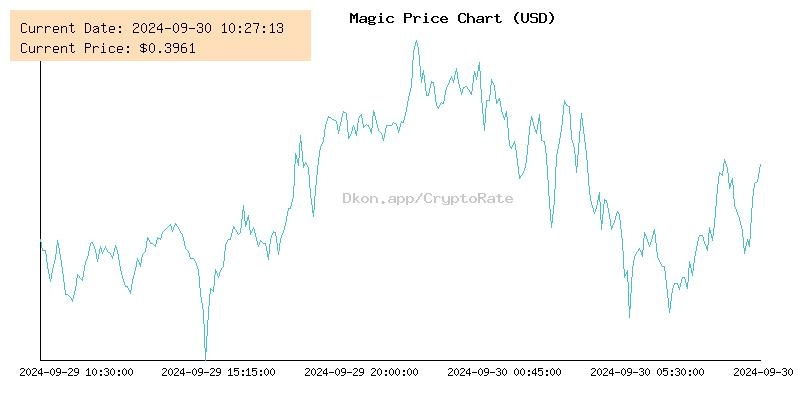 Magic Price Chart (USD)
Current Date: 2024-09-30 10:27:13
Current Price: $0.3961
Dkon.app/CryptoRate
2024-09-29 10:30:00 2024-09-29 15:15:00 2024-09-29 20:00:00 2024-09-30 00:45:00 2024-09-30 05:30:00 2024-09-30